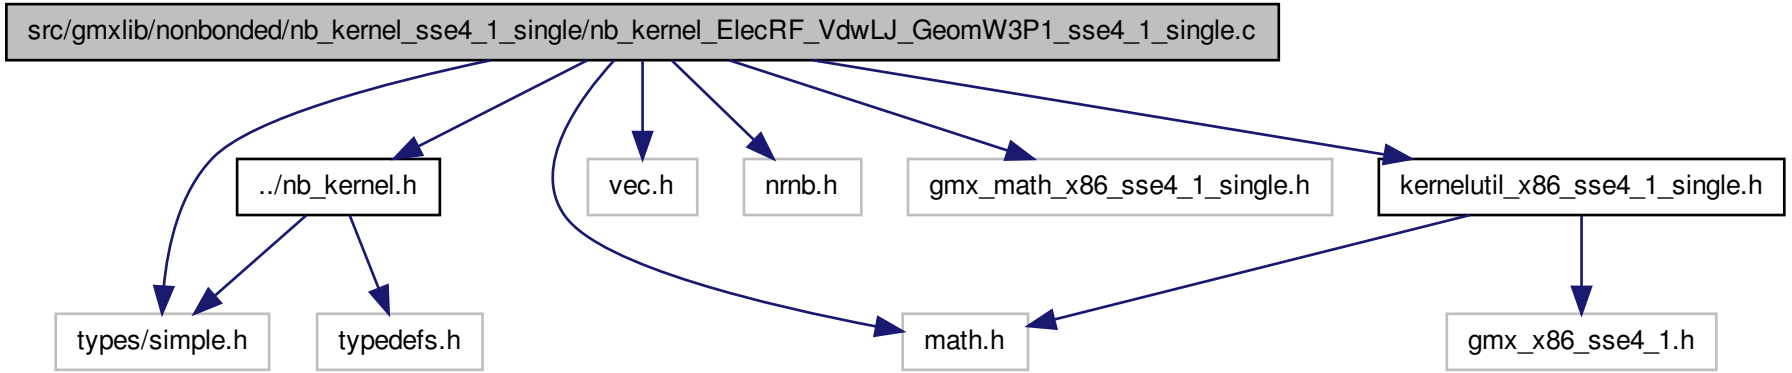 src/gmxlib/nonbonded/nb_kernel_sse4_1_single/nb_kernel_ElecRF_VdwLJ_GeomW3P1_sse4_1_single.c
../nb_kernel.h
vec.h
nrnb.h
gmx_math_x86_sse4_1_single.h
kernelutil_x86_sse4_1_single.h
types/simple.h
typedefs.h
math.h
gmx_x86_sse4_1.h